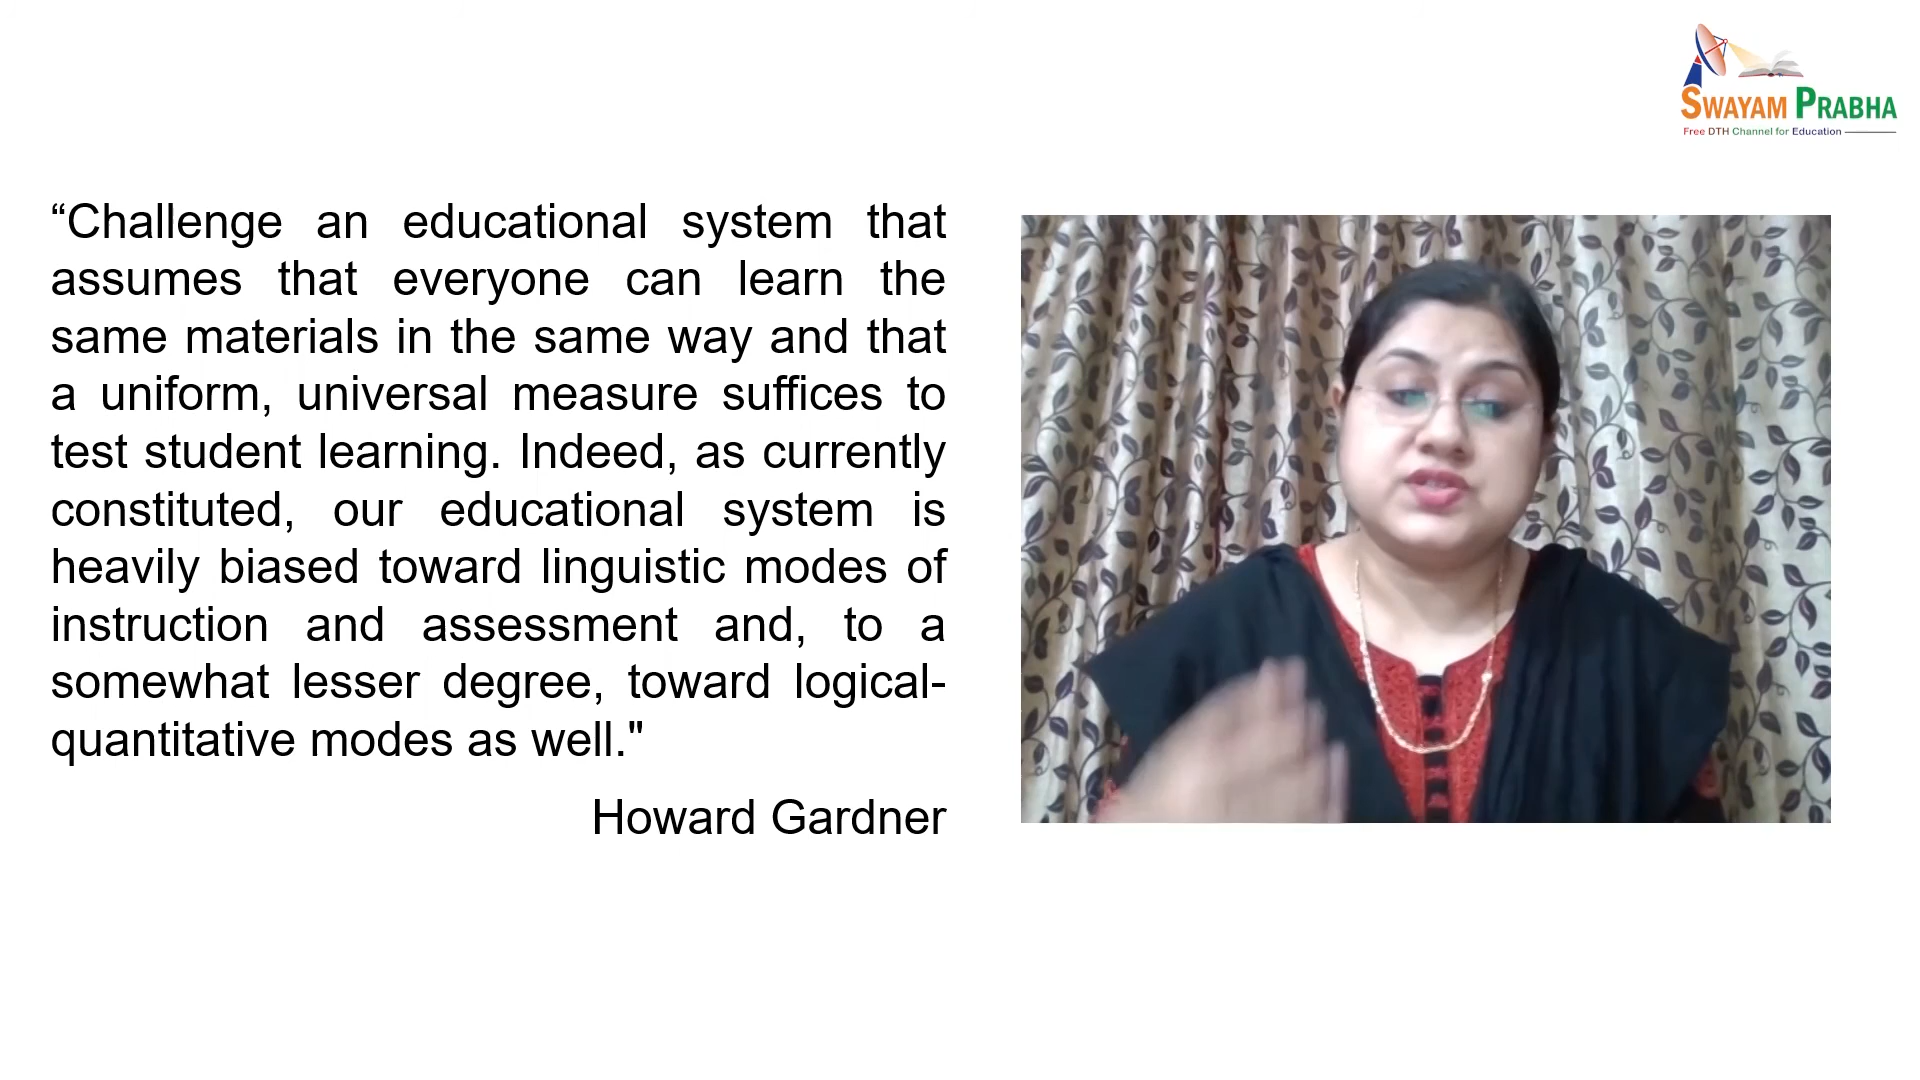 SWAYAM PRABHA
Free DTH Channel for Education
“Challenge an educational system that
assumes that everyone can learn the
same materials in the same way and that
a uniform, universal measure suffices to
test student learning. Indeed, as currently
constituted, our educational system is
heavily biased toward linguistic modes of
instruction and assessment and, to a
somewhat lesser degree, toward logical-
quantitative modes as well."
Howard Gardner